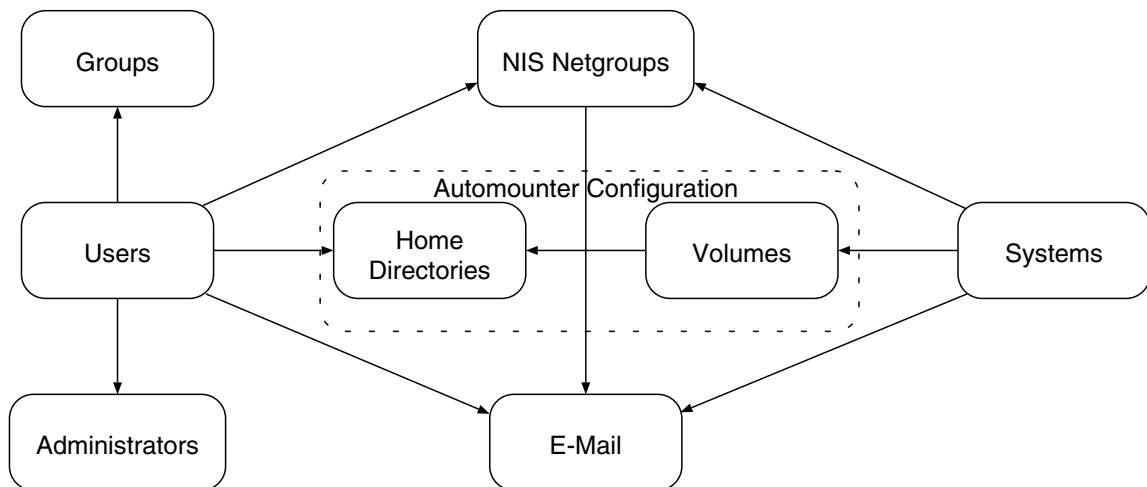 Groups
NIS Netgroups
Automounter Configuration
Users
Home
Directories
Volumes
Systems
Administrators
E-Mail